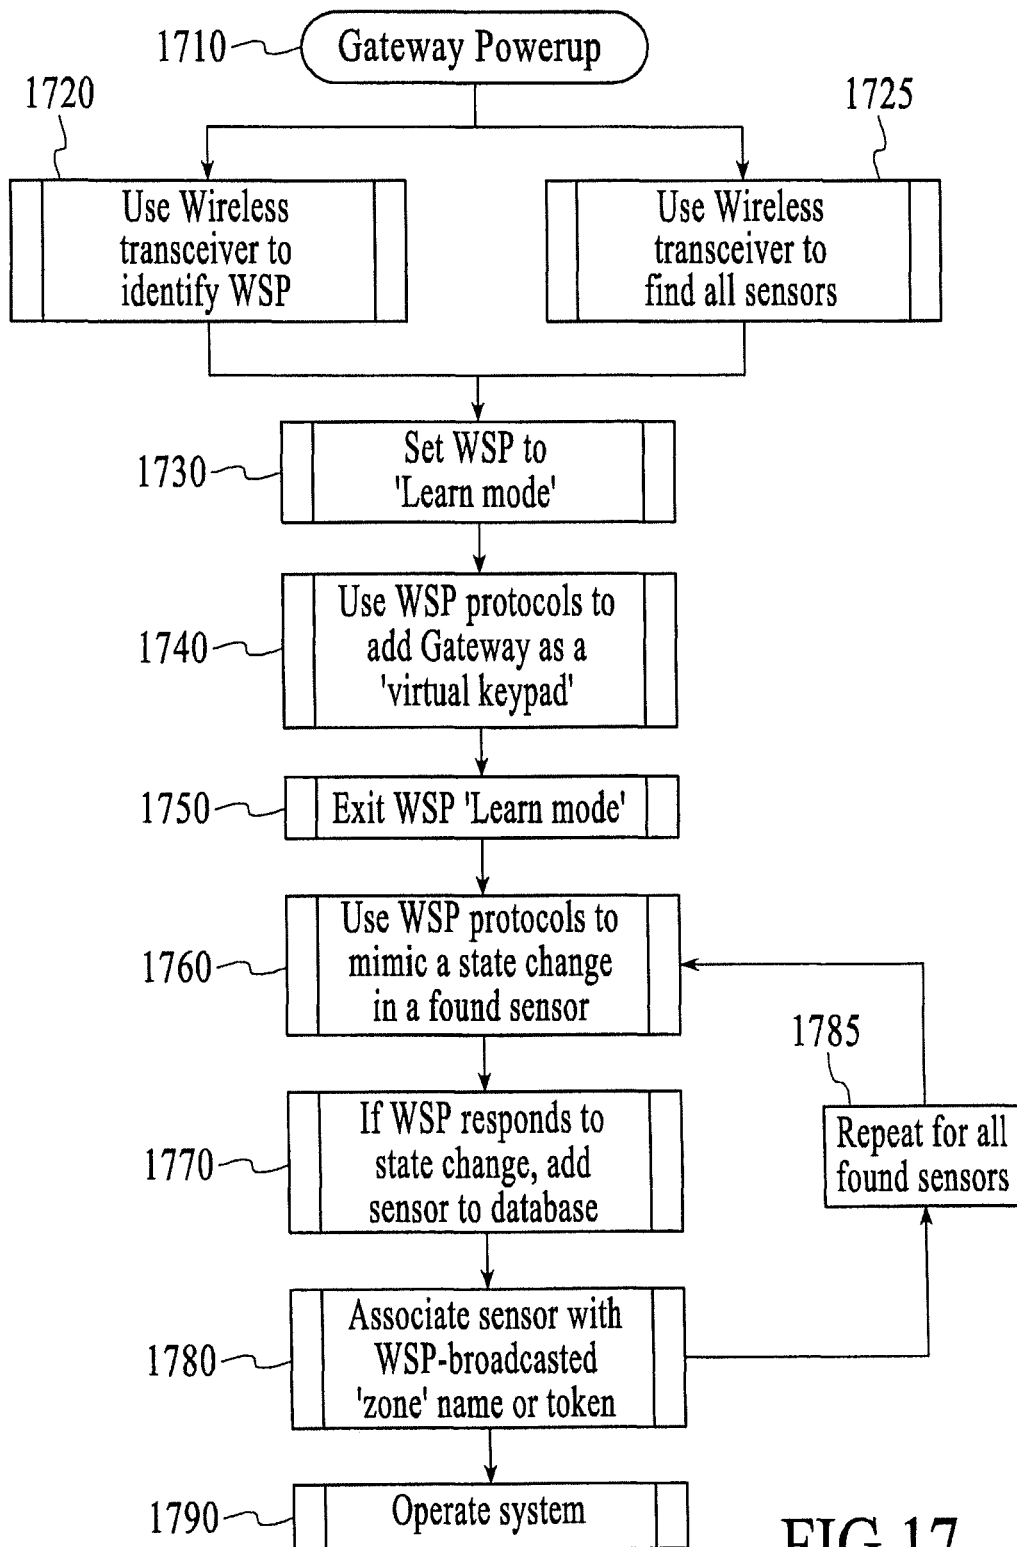 1710
Gateway Powerup
1720
1725
Use Wireless
transceiver to
identify WSP
Use Wireless
transceiver to
find all sensors
1730
Set WSP to
'Learn mode'
1740
Use WSP protocols to
add Gateway as a
'virtual keypad'
1750
Exit WSP 'Learn mode'
1760
Use WSP protocols to
mimic a state change
in a found sensor
1785
Repeat for all
found sensors
1770
If WSP responds to
state change, add
sensor to database
1780
Associate sensor with
WSP-broadcasted
'zone' name or token
1790
Operate system
FIG.17